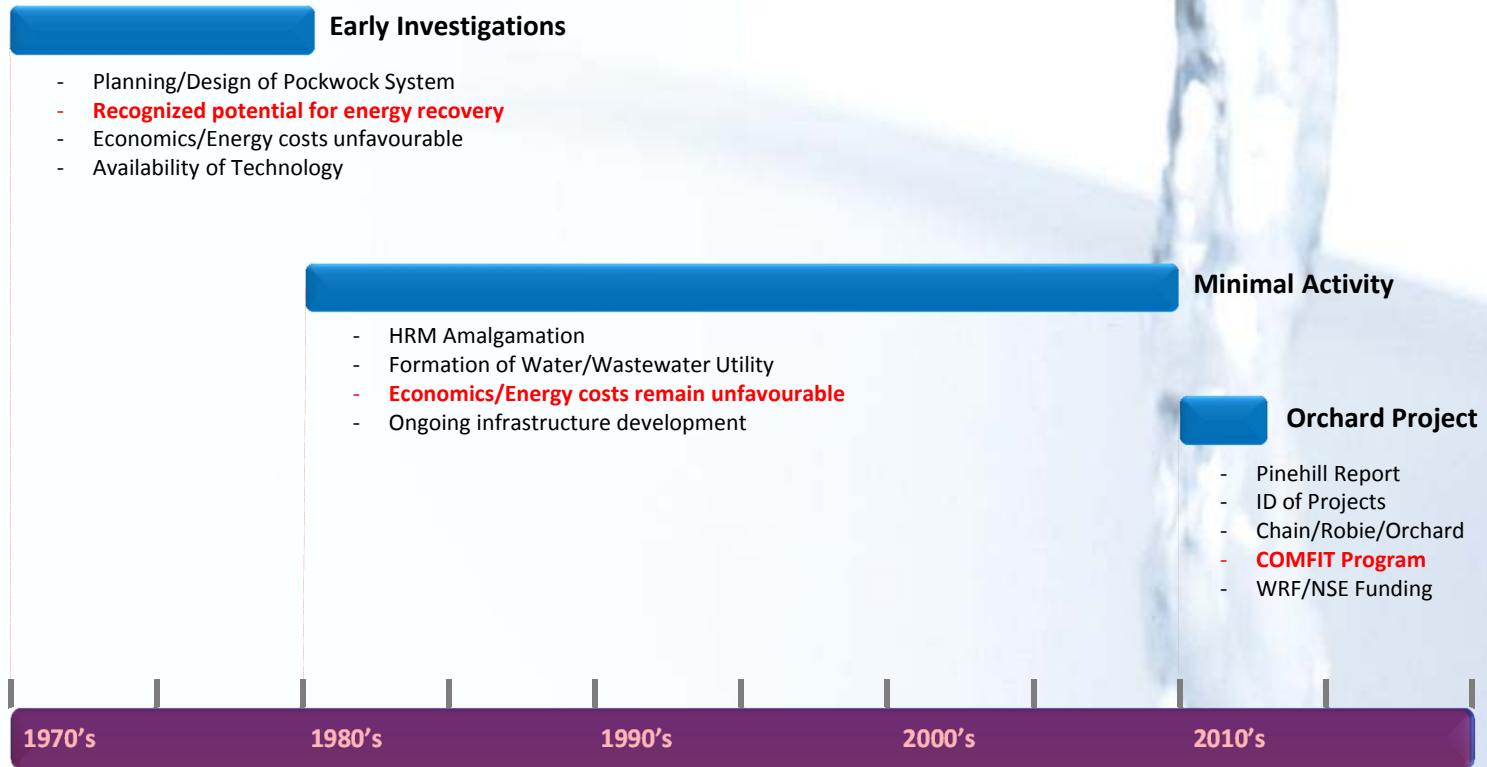 Early Investigations
- Planning/Design of Pockwock System
- Recognized potential for energy recovery
- Economics/Energy costs unfavourable
- Availability of Technology
Minimal Activity
- HRM Amalgamation
- Formation of Water/Wastewater Utility
- Economics/Energy costs remain unfavourable
- Ongoing infrastructure development
Orchard Project
- Pinehill Report
- ID of Projects
- Chain/Robie/Orchard
- COMFIT Program
- WRF/NSE Funding
1970’s 1980’s 1990’s 2000’s 2010’s